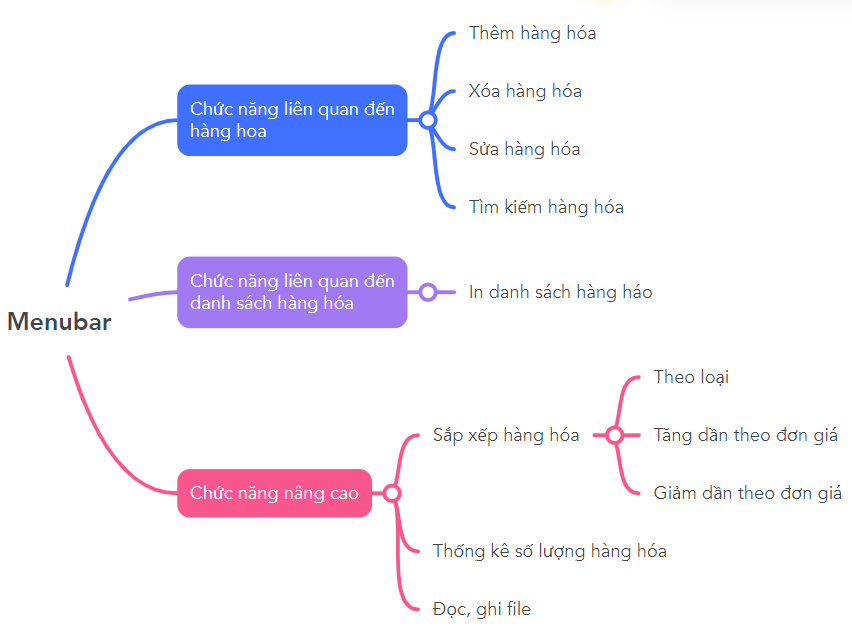 Thêm hàng hóa
Chức năng liên quan đến
hàng hoa
Xóa hàng hóa
Sửa hàng hóa
Tìm kiếm hàng hóa
Chức năng liên quan đến
danh sách hàng hóa
In danh sách hàng háo
Menubar
Theo loại
Sắp xếp hàng hóa
Tăng dần theo đơn giá
Giảm dần theo đơn giá
Chức năng nâng cao
Thống kê số lượng hàng hóa
Đọc, ghi file